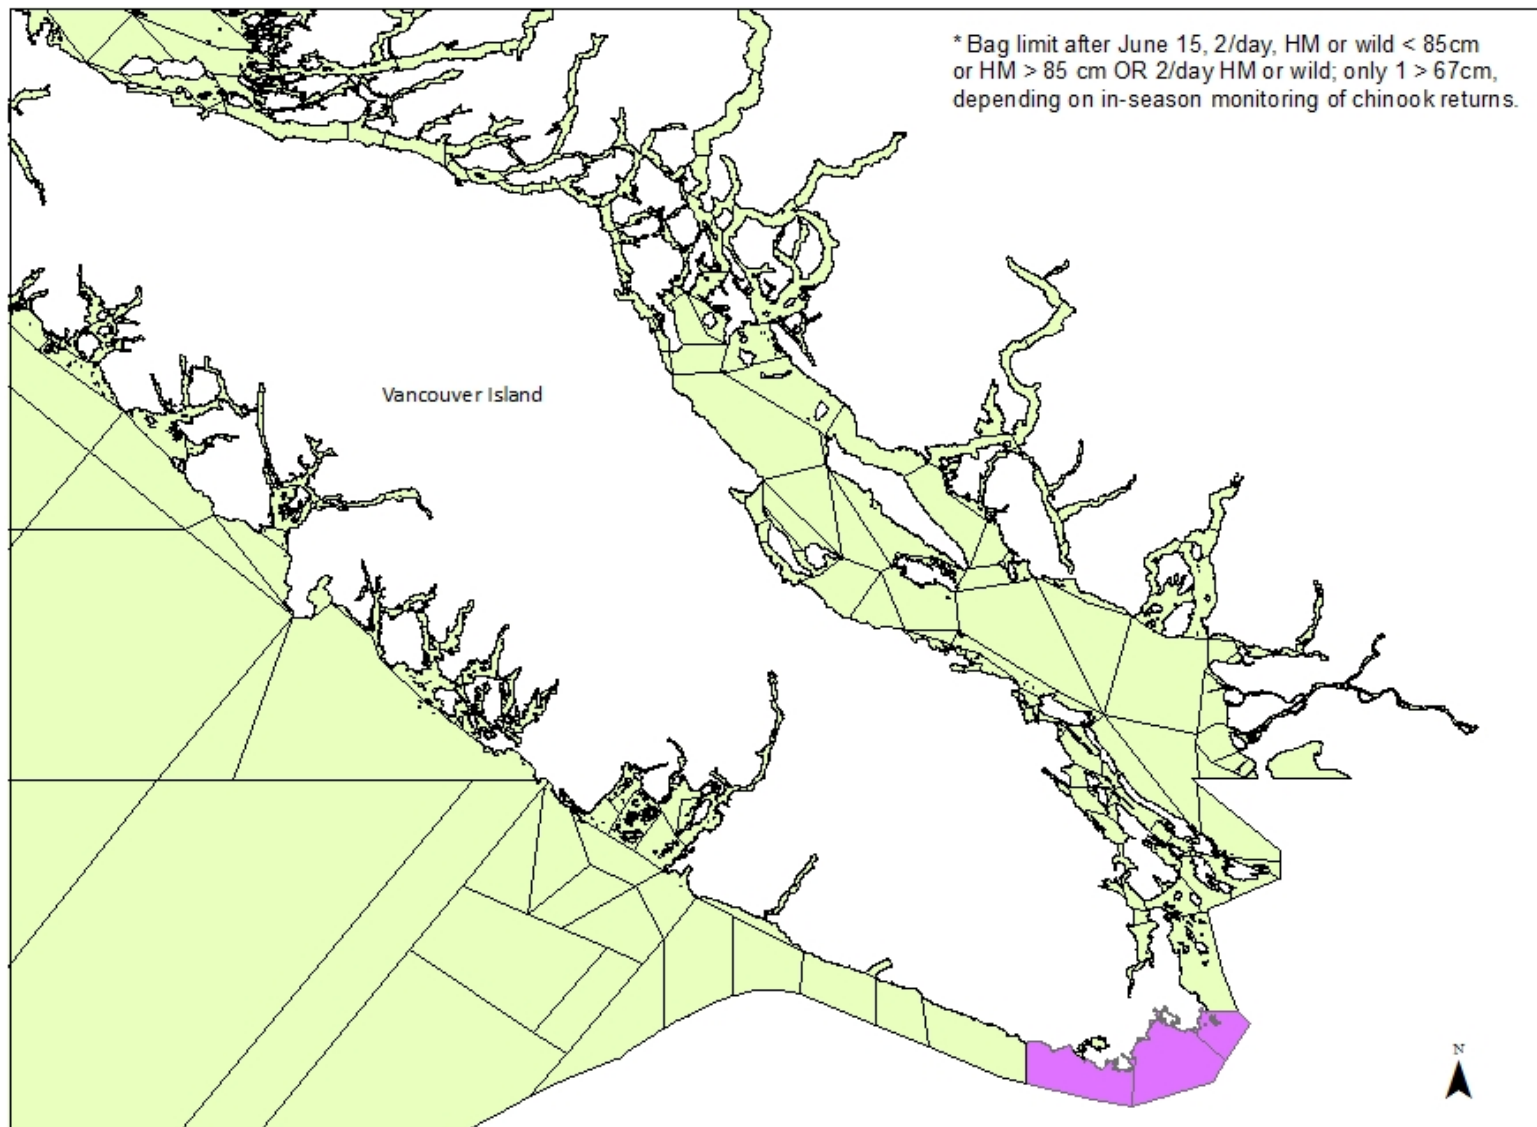 * Bag limit after June 15, 2/day, HM or wild < 85cm
or HM > 85 cm OR 2/day HM or wild; only 1 > 67cm,
depending on in-season monitoring of chinook returns.
Vancouver Island
N